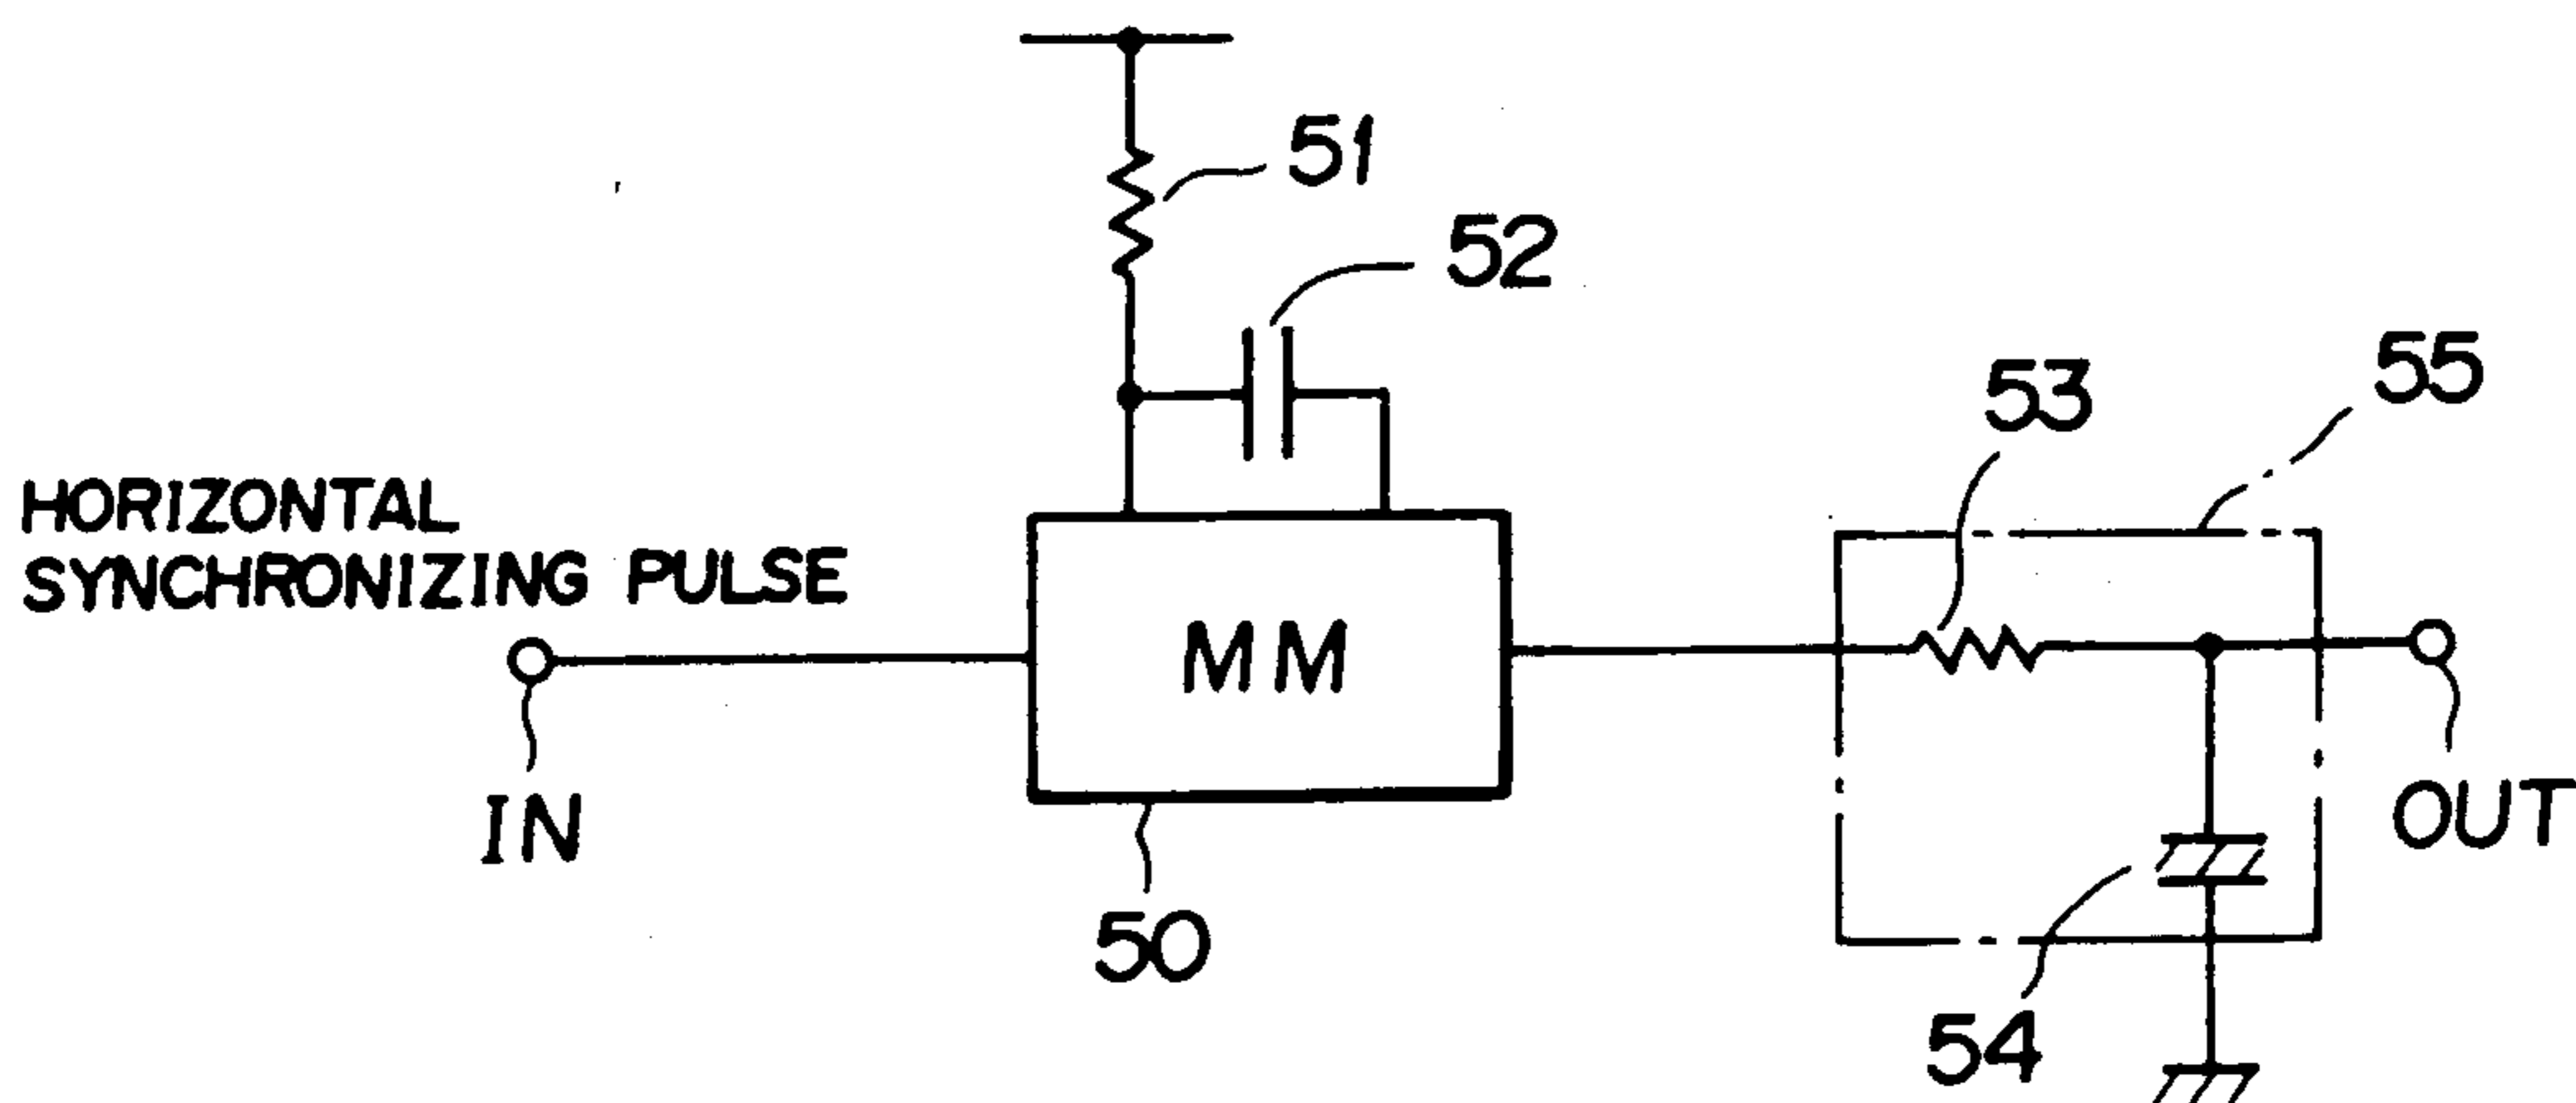 51
52
53
55
HORIZONTAL
SYNCHRONIZING PULSE
MM
IN
OUT
50
54